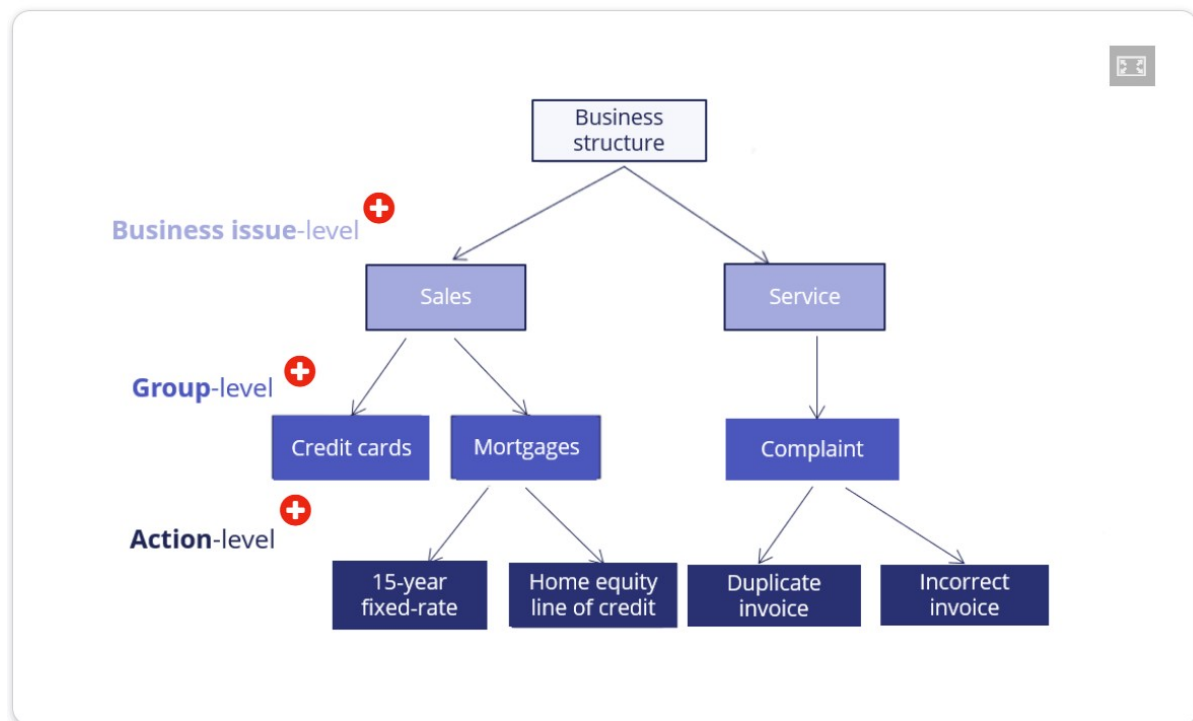 Business
structure
Business issue-level
Sales
Service
Group-level
Credit cards
Mortgages
Complaint
Action-level
15-year
fixed-rate
Home equity
line of credit
Duplicate
invoice
Incorrect
invoice